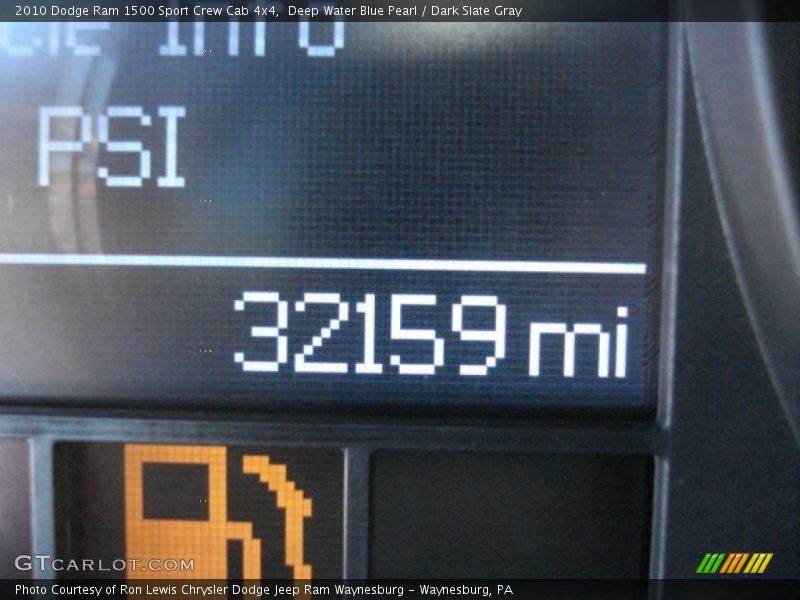 2010 Dodge Ram 1500 Sport Crew Cab 4x4, Deep Water Blue Pearl / Dark Slate Gray
Info
PSI
32159 mi
GTCARLOT.COM
Photo Courtesy of Ron Lewis Chrysler Dodge Jeep Ram Waynesburg - Waynesburg, PA